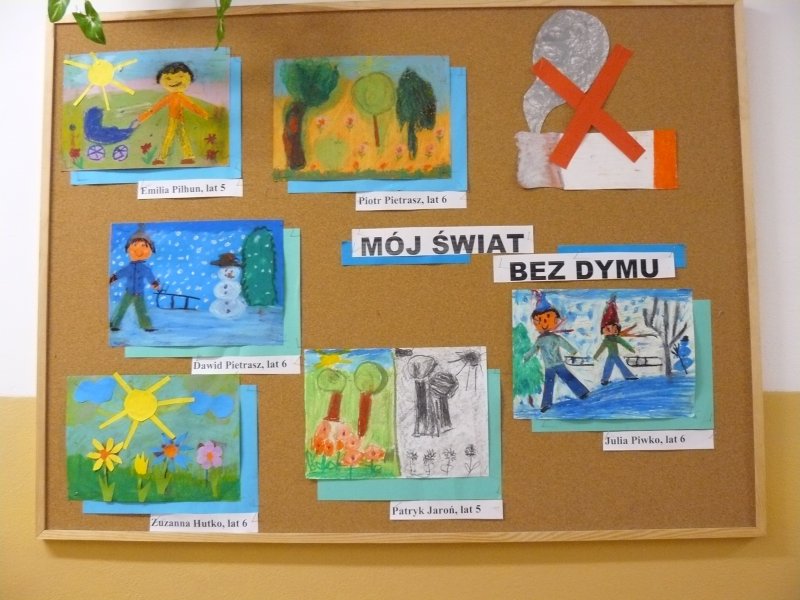 Emilia Pilhun, lat 5
Piotr Pietrasz, lat 6
MÓJ ŚWIAT
BEZ DYMU
Dawid Pietrasz, lat 6
Julia Piwko, lat 6
Patryk Jaroń, lat 5
Zuzanna Hutko, lat 6